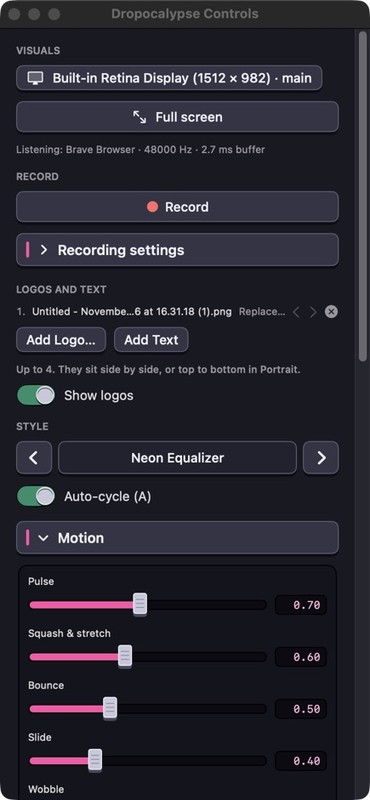 Dropocalypse Controls
VISUALS
Built-in Retina Display (1512 × 982) · main
Full screen
Listening: Brave Browser · 48000 Hz · 2.7 ms buffer
RECORD
Record
Recording settings
LOGOS AND TEXT
1. Untitled - Novembe...6 at 16.31.18 (1).png Replace...
Add Logo... Add Text
Up to 4. They sit side by side, or top to bottom in Portrait.
Show logos
STYLE
Neon Equalizer
Auto-cycle (A)
Motion
Pulse
0.70
Squash & stretch
0.60
Bounce
0.50
Slide
0.40
Wobble